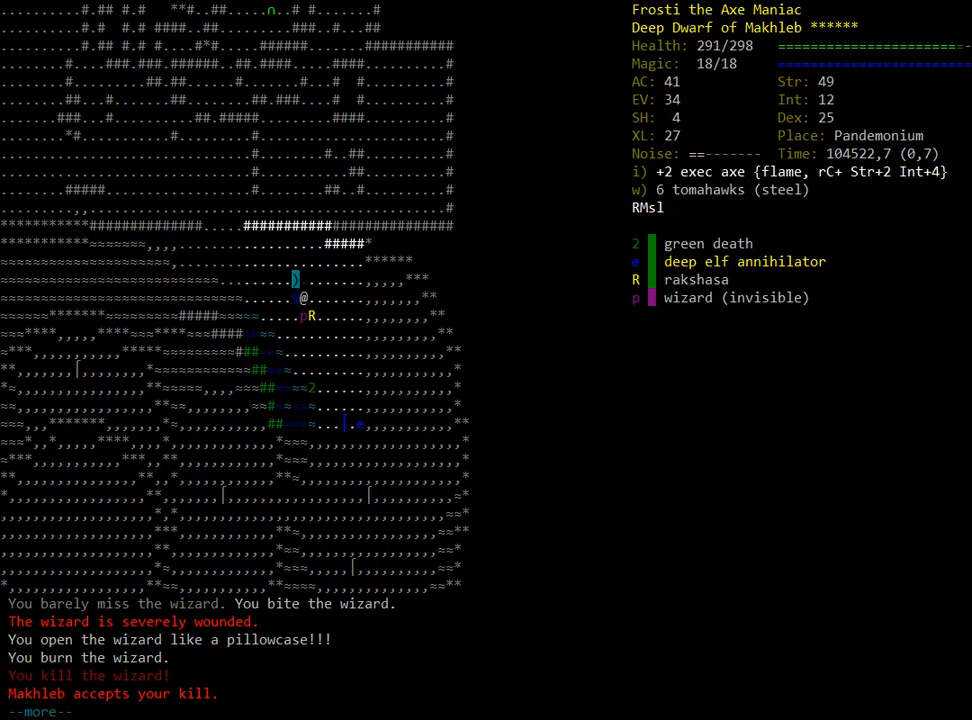 Frosti the Axe Maniac
Deep Dwarf of Makhleb ******
Health: 291/298
Magic: 18/18
AC: 41 Str: 49
EV: 34 Int: 12
SH: 4 Dex: 25
XL: 27 Place: Pandemonium
Noise: ==------- Time: 104522,7 (0,7)
i) +2 exec axe {flame, rC+ Str+2 Int+4}
w) 6 tomahawks (steel)
RMsl
2 green death
e deep elf annihilator
R rakshasa
p wizard (invisible)
You barely miss the wizard. You bite the wizard.
The wizard is severely wounded.
You open the wizard like a pillowcase!!!
You burn the wizard.
You kill the wizard!
Makhleb accepts your kill.
--more--